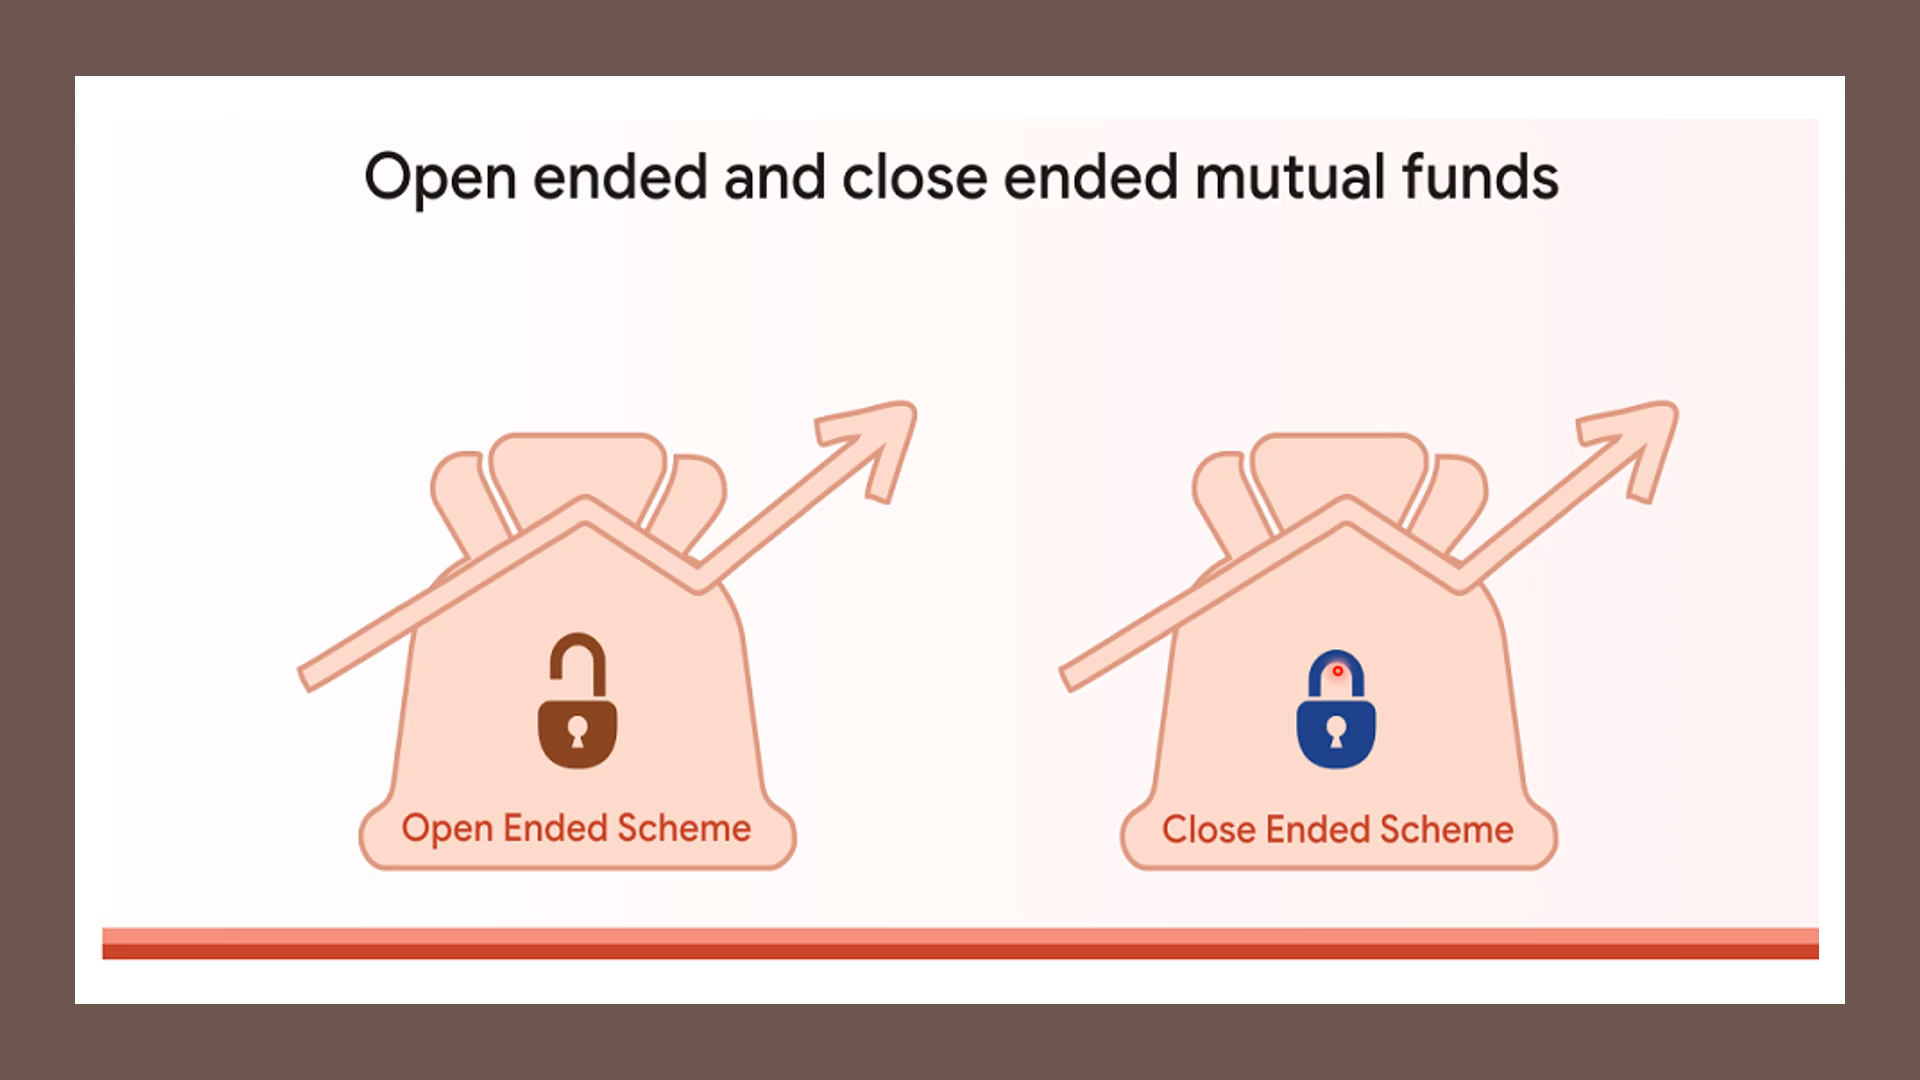 Open ended and close ended mutual funds
Open Ended Scheme
Close Ended Scheme